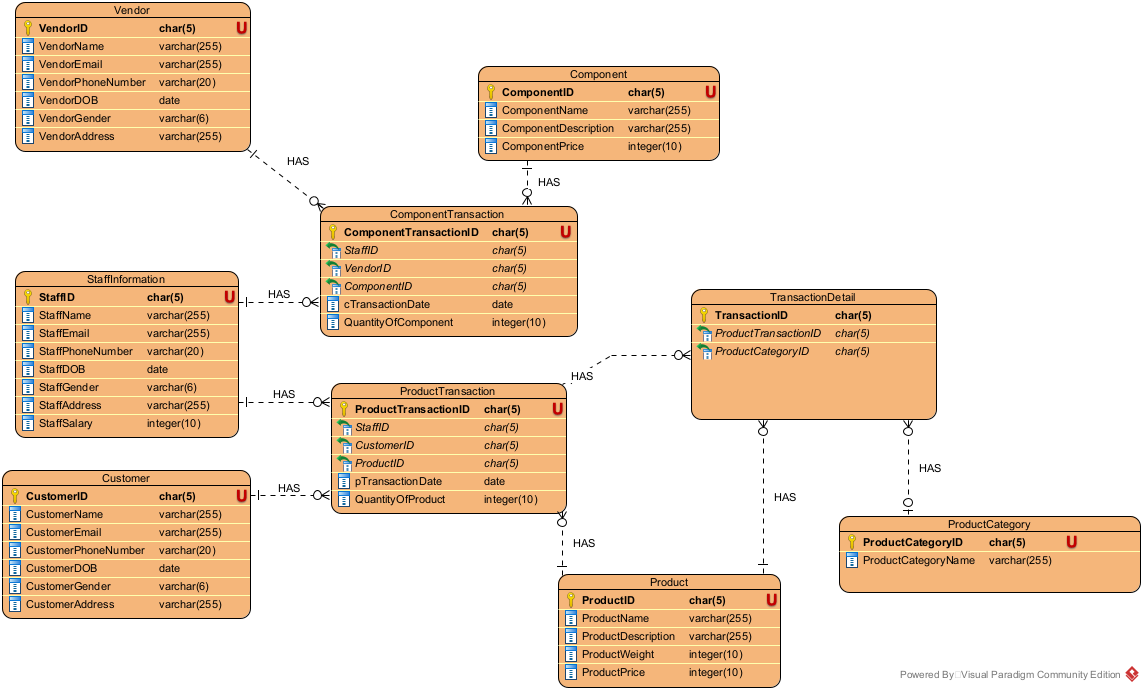 Vendor
VendorID char(5) U
VendorName varchar(255)
VendorEmail varchar(255)
VendorPhoneNumber varchar(20)
VendorDOB date
VendorGender varchar(6)
VendorAddress varchar(255)
HAS
Component
ComponentID char(5) U
ComponentName varchar(255)
ComponentDescription varchar(255)
ComponentPrice integer(10)
HAS
ComponentTransaction
ComponentTransactionID char(5) U
StaffID char(5)
VendorID char(5)
ComponentID char(5)
cTransactionDate date
QuantityOfComponent integer(10)
StaffInformation
StaffID char(5) U
StaffName varchar(255)
StaffEmail varchar(255)
StaffPhoneNumber varchar(20)
StaffDOB date
StaffGender varchar(6)
StaffAddress varchar(255)
StaffSalary integer(10)
HAS
HAS
TransactionDetail
TransactionID char(5)
ProductTransactionID char(5)
ProductCategoryID char(5)
HAS
ProductTransaction
ProductTransactionID char(5) U
StaffID char(5)
CustomerID char(5)
ProductID char(5)
pTransactionDate date
QuantityOfProduct integer(10)
Customer
CustomerID char(5) U
CustomerName varchar(255)
CustomerEmail varchar(255)
CustomerPhoneNumber varchar(20)
CustomerDOB date
CustomerGender varchar(6)
CustomerAddress varchar(255)
HAS
HAS
HAS
HAS
ProductCategory
ProductCategoryID char(5) U
ProductCategoryName varchar(255)
Product
ProductID char(5) U
ProductName varchar(255)
ProductDescription varchar(255)
ProductWeight integer(10)
ProductPrice integer(10)
Powered By Visual Paradigm Community Edition